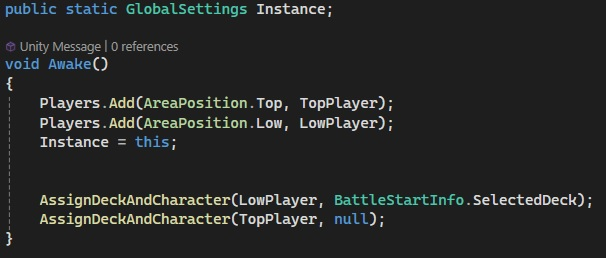 public static GlobalSettings Instance;
Unity Message | 0 references
void Awake()
{
Players.Add(AreaPosition.Top, TopPlayer);
Players.Add(AreaPosition.Low, LowPlayer);
Instance = this;
AssignDeckAndCharacter(LowPlayer, BattleStartInfo.SelectedDeck);
AssignDeckAndCharacter(TopPlayer, null);
}